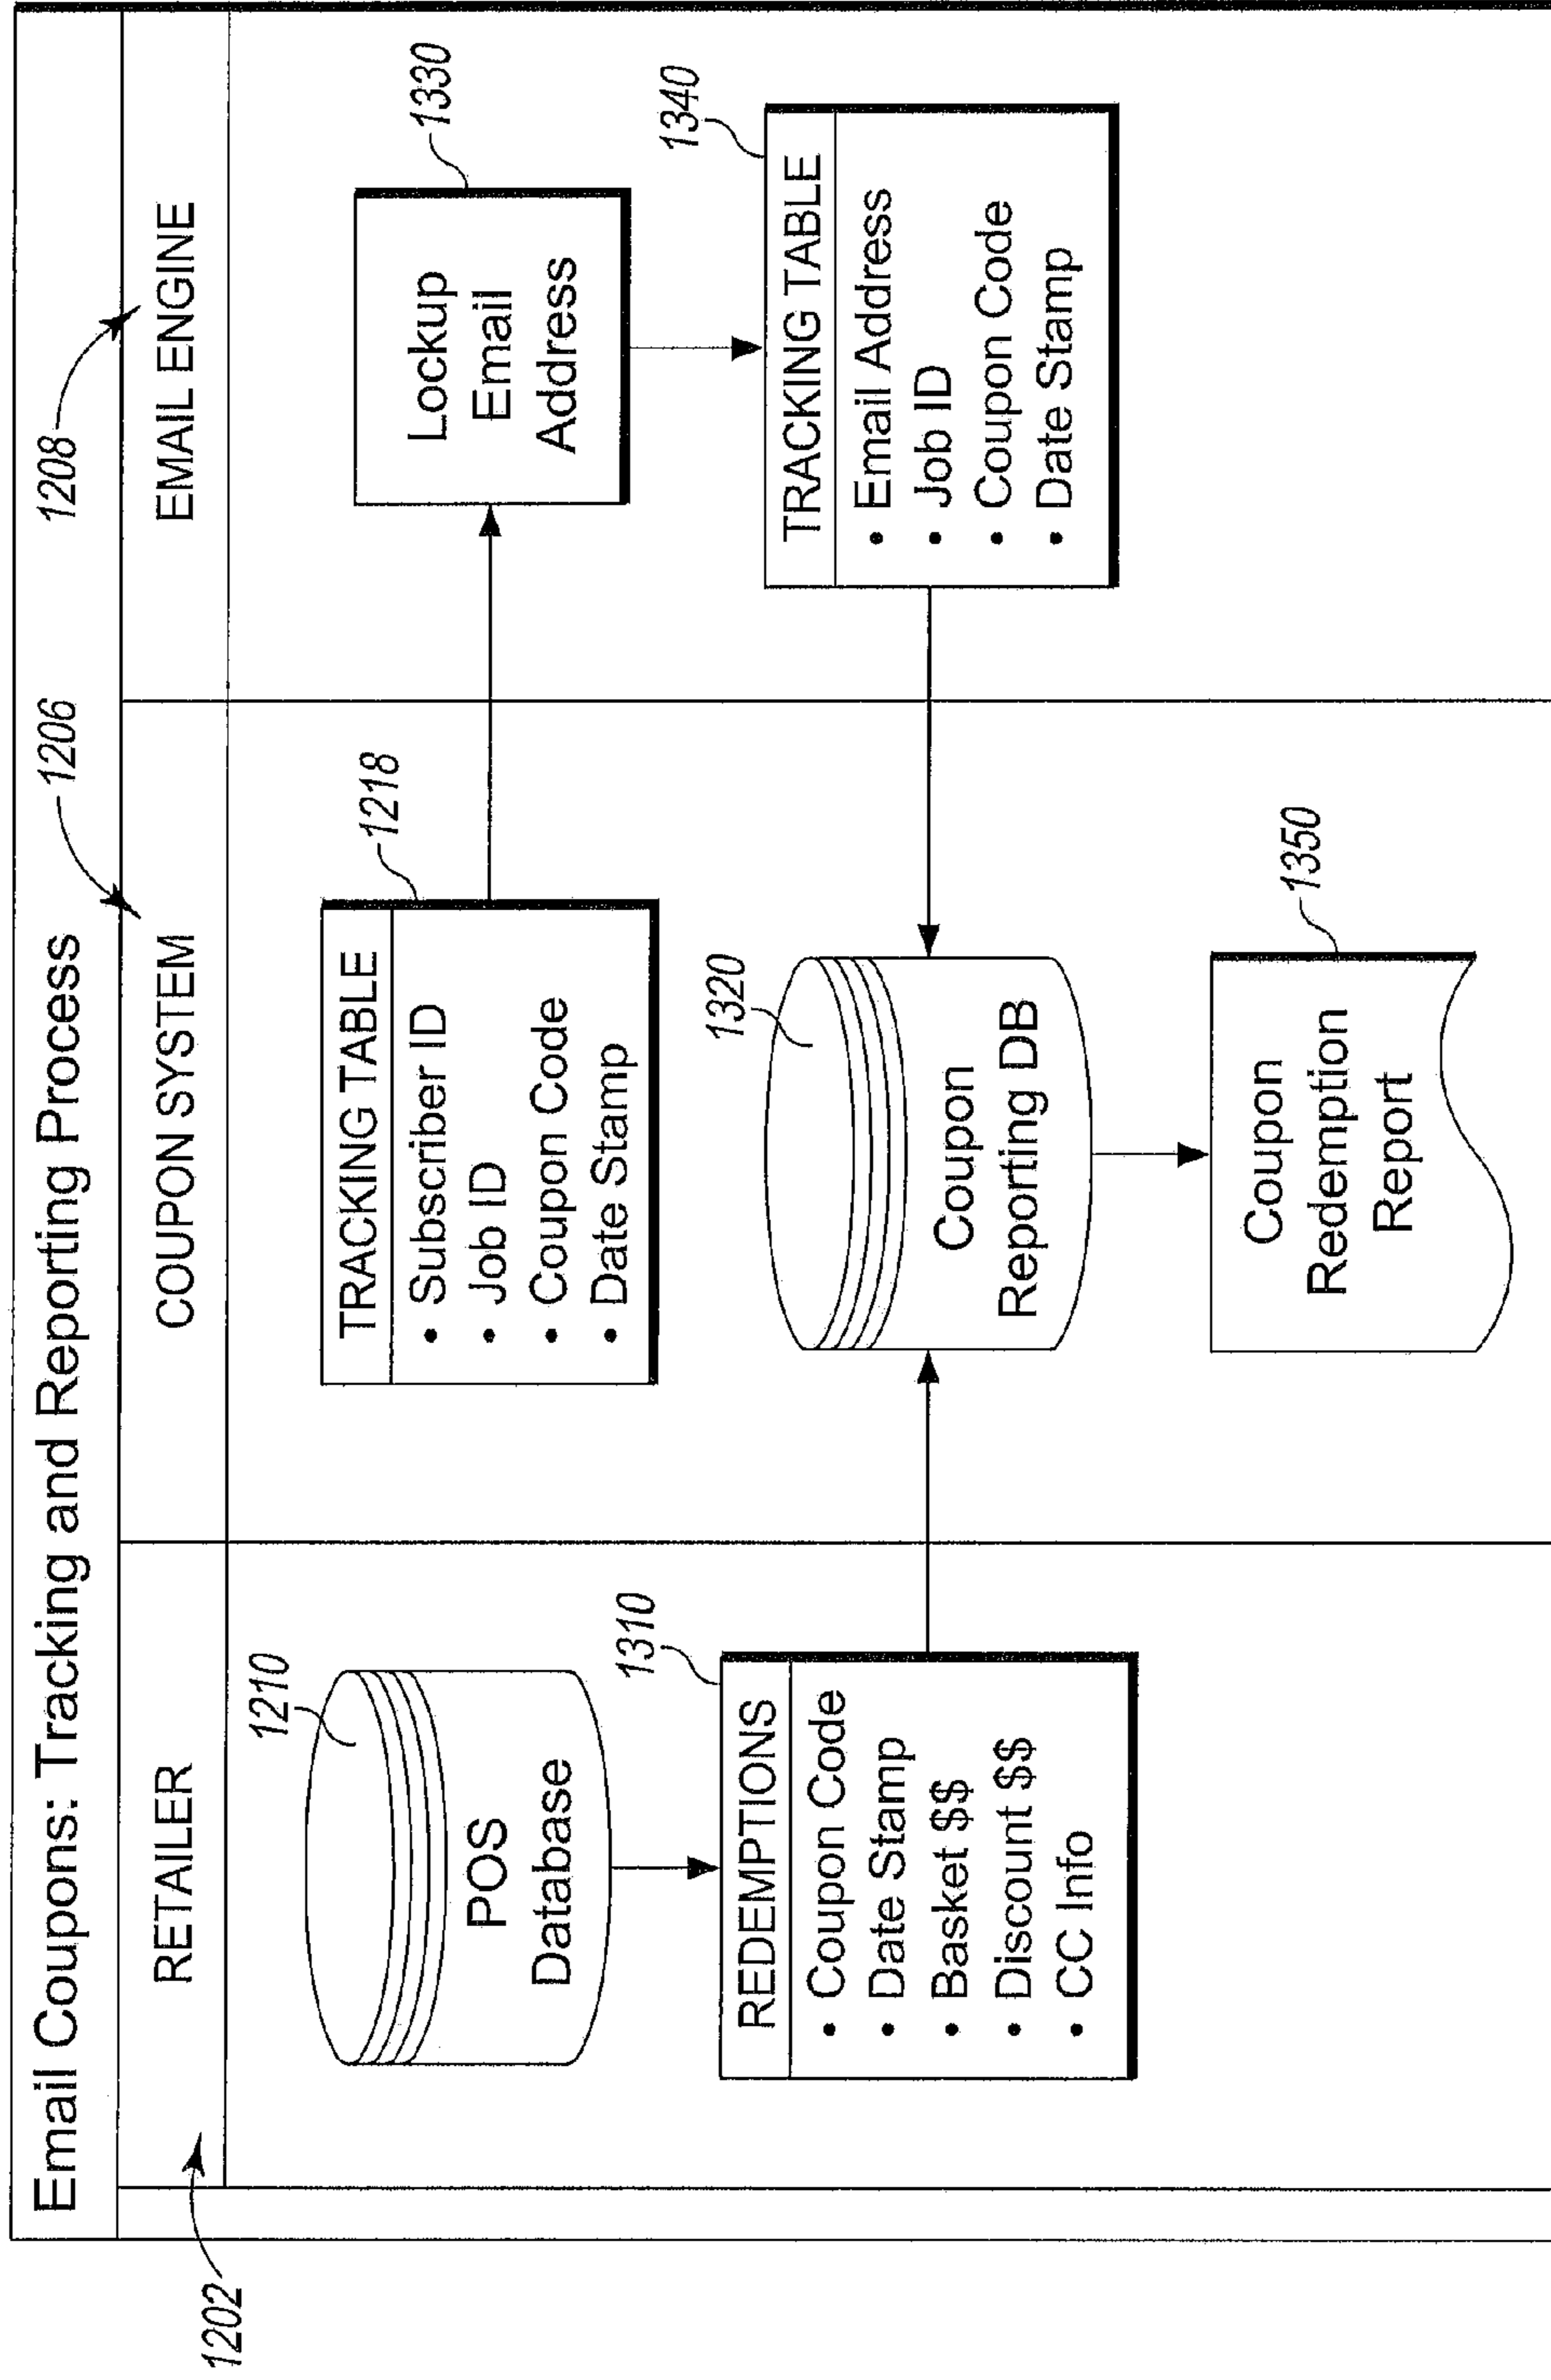 Email Coupons: Tracking and Reporting Process
1202
RETAILER
1206
COUPON SYSTEM
1208
EMAIL ENGINE
1210
POS
Database
1310
REDEMPTIONS
• Coupon Code
• Date Stamp
• Basket $$
• Discount $$
• CC Info
1218
TRACKING TABLE
• Subscriber ID
• Job ID
• Coupon Code
• Date Stamp
1320
Coupon
Reporting DB
1350
Coupon
Redemption
Report
1330
Lockup
Email
Address
1340
TRACKING TABLE
• Email Address
• Job ID
• Coupon Code
• Date Stamp